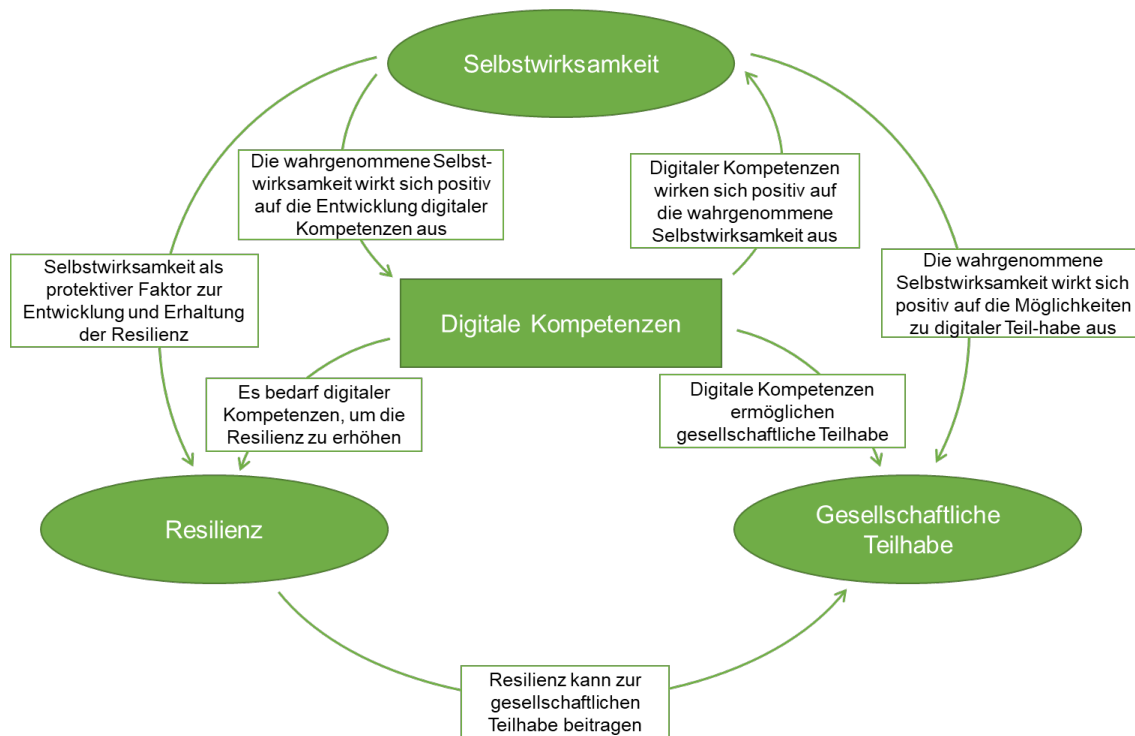 Selbstwirksamkeit
Die wahrgenommene Selbst-
wirksamkeit wirkt sich positiv
auf die Entwicklung digitaler
Kompetenzen aus
Digitaler Kompetenzen
wirken sich positiv auf
die wahrgenommene
Selbstwirksamkeit aus
Selbstwirksamkeit als
protektiver Faktor zur
Entwicklung und Erhaltung
der Resilienz
Die wahrgenommene
Selbstwirksamkeit wirkt sich
positiv auf die Möglichkeiten
zu digitaler Teil-habe aus
Digitale Kompetenzen
Es bedarf digitaler
Kompetenzen, um die
Resilienz zu erhöhen
Digitale Kompetenzen
ermöglichen
gesellschaftliche Teilhabe
Resilienz
Gesellschaftliche
Teilhabe
Resilienz kann zur
gesellschaftlichen
Teilhabe beitragen